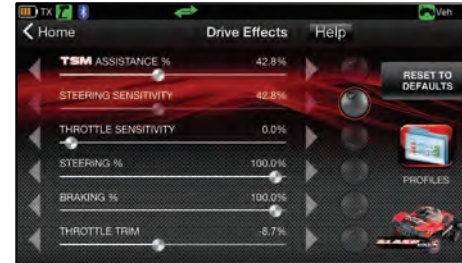 TX Veh
Home Drive Effects Help
TSM ASSISTANCE % 42.8%
RESET TO
DEFAULTS
STEERING SENSITIVITY 42.8%
THROTTLE SENSITIVITY 0.0%
STEERING % 100.0%
PROFILES
BRAKING % 100.0%
THROTTLE TRIM -8.7%
SLASH